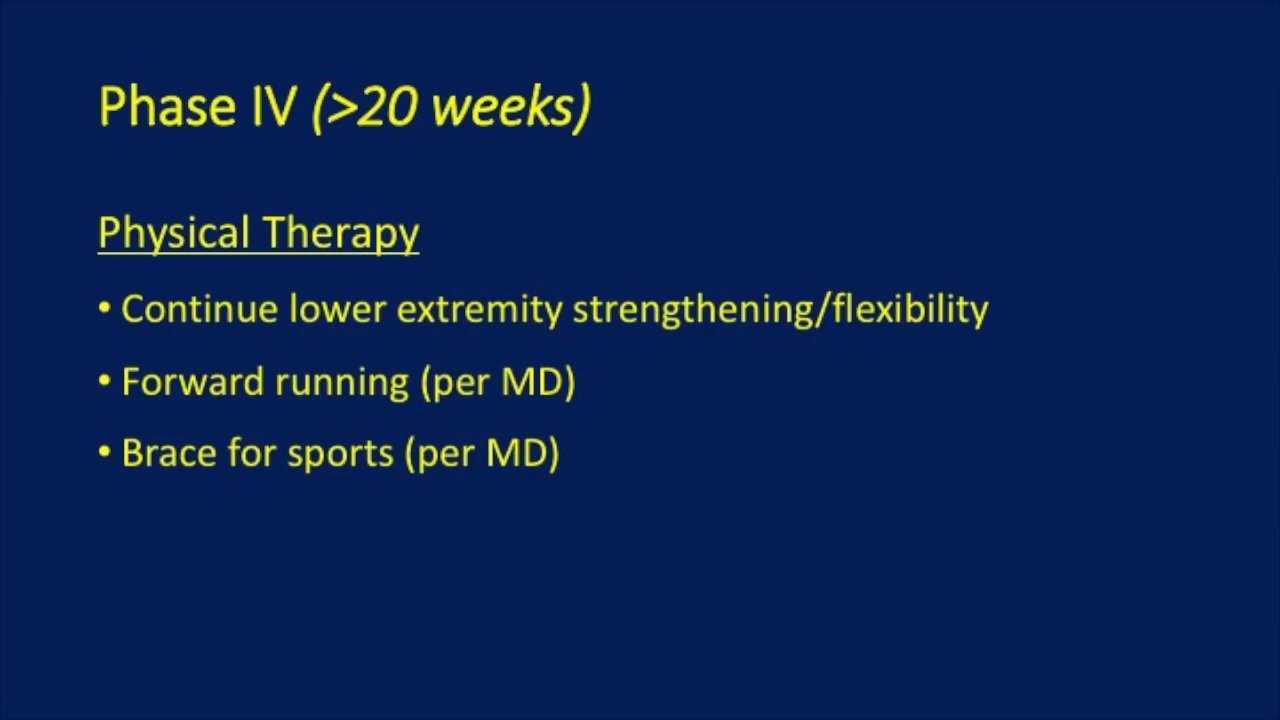 Phase IV (>20 weeks)
Physical Therapy
• Continue lower extremity strengthening/flexibility
• Forward running (per MD)
• Brace for sports (per MD)